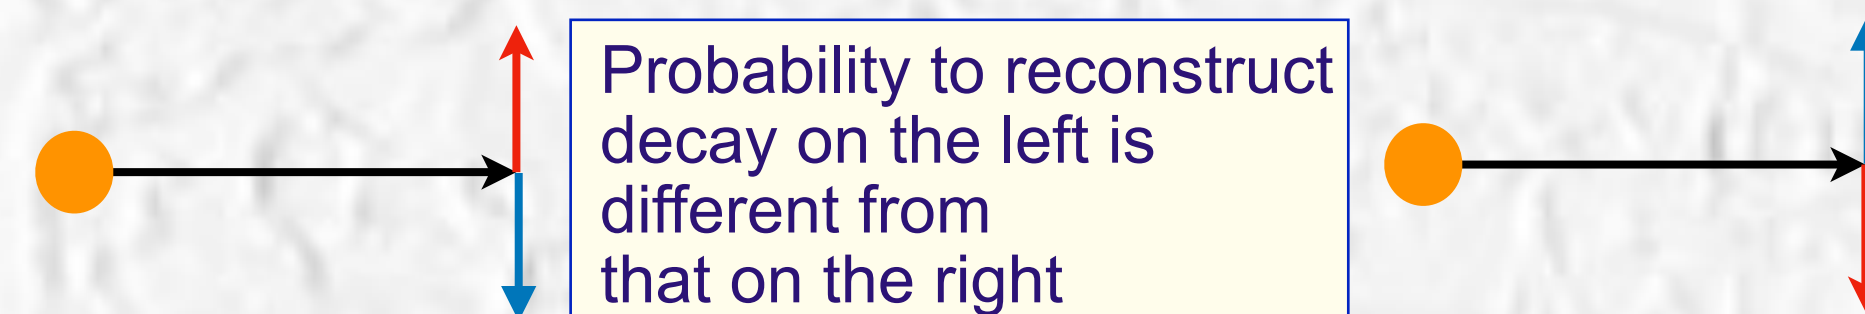 Probability to reconstruct
decay on the left is
different from
that on the right